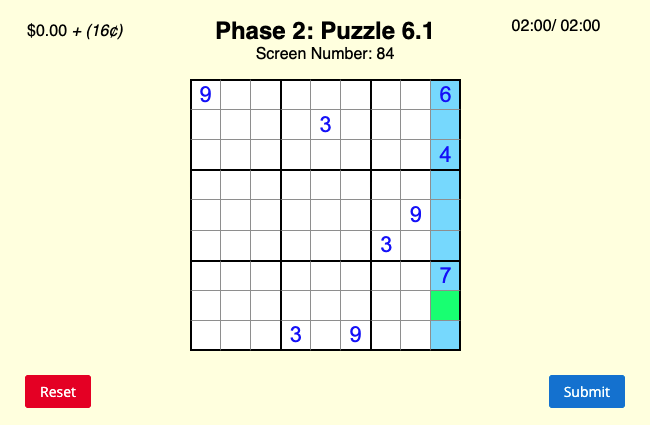 $0.00 + (16¢)
Phase 2: Puzzle 6.1
02:00/ 02:00
Screen Number: 84
9 6
3
4
9
3
7
3 9
Reset
Submit